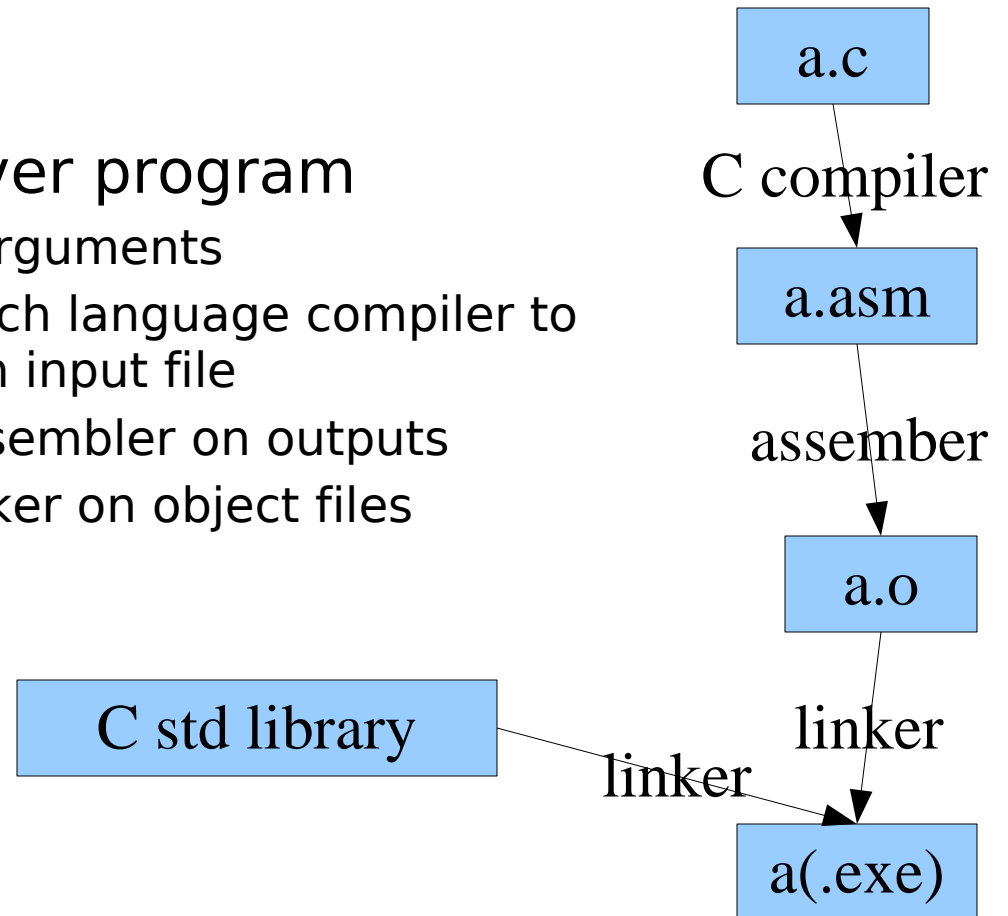 a.c
C compiler
a.asm
assember
a.o
linker
C std library
linker
a(.exe)
ver program
rguments
ch language compiler to
n input file
sembler on outputs
ker on object files